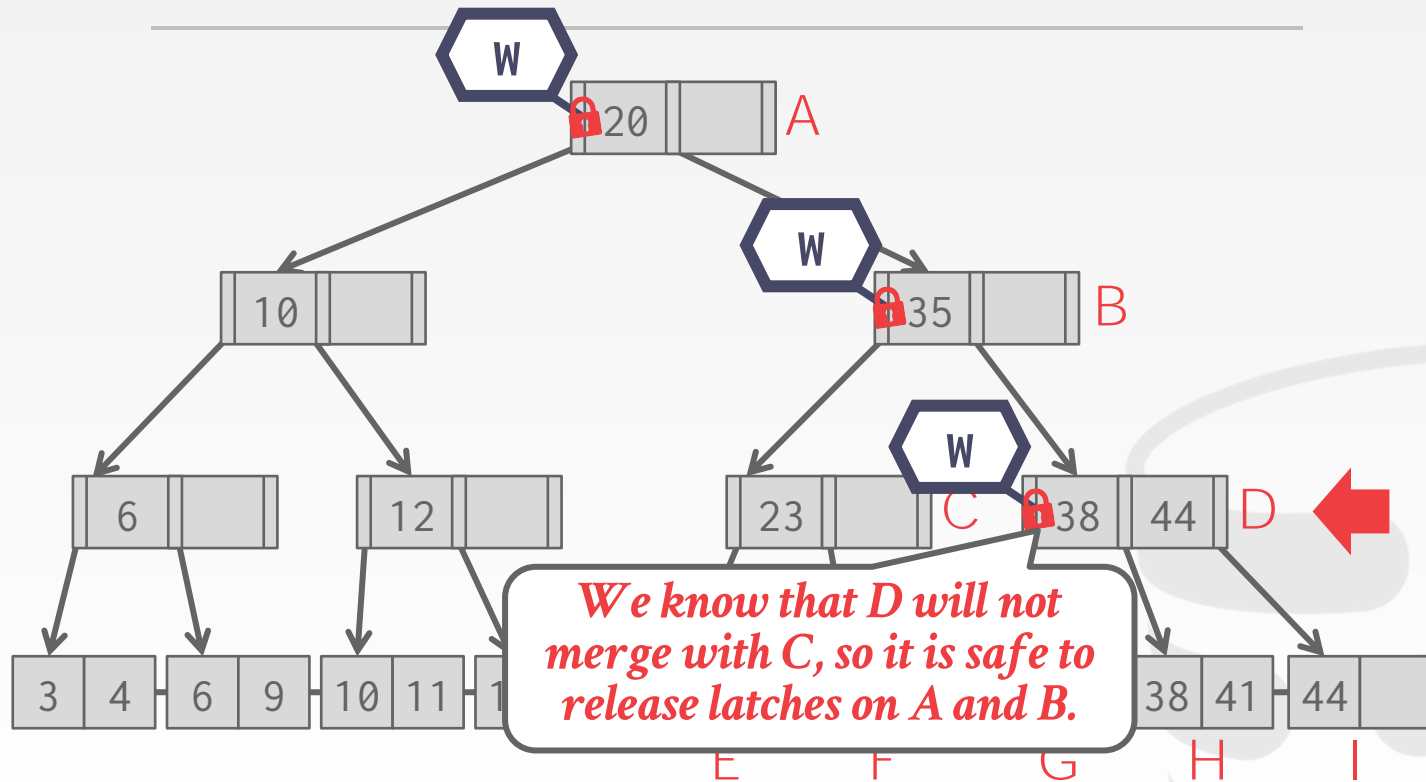 W
20 A
W
10
35 B
W
6
12
23 C
38 44 D
We know that D will not
merge with C, so it is safe to
release latches on A and B.
3 4 6 9 10 11
38 41 44
E F G H I